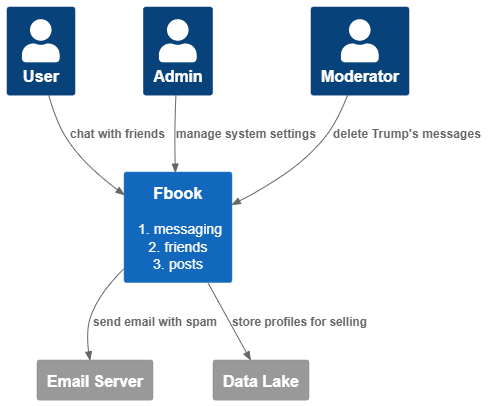 User
Admin
Moderator
chat with friends
manage system settings
delete Trump's messages
Fbook
1. messaging
2. friends
3. posts
send email with spam
store profiles for selling
Email Server
Data Lake